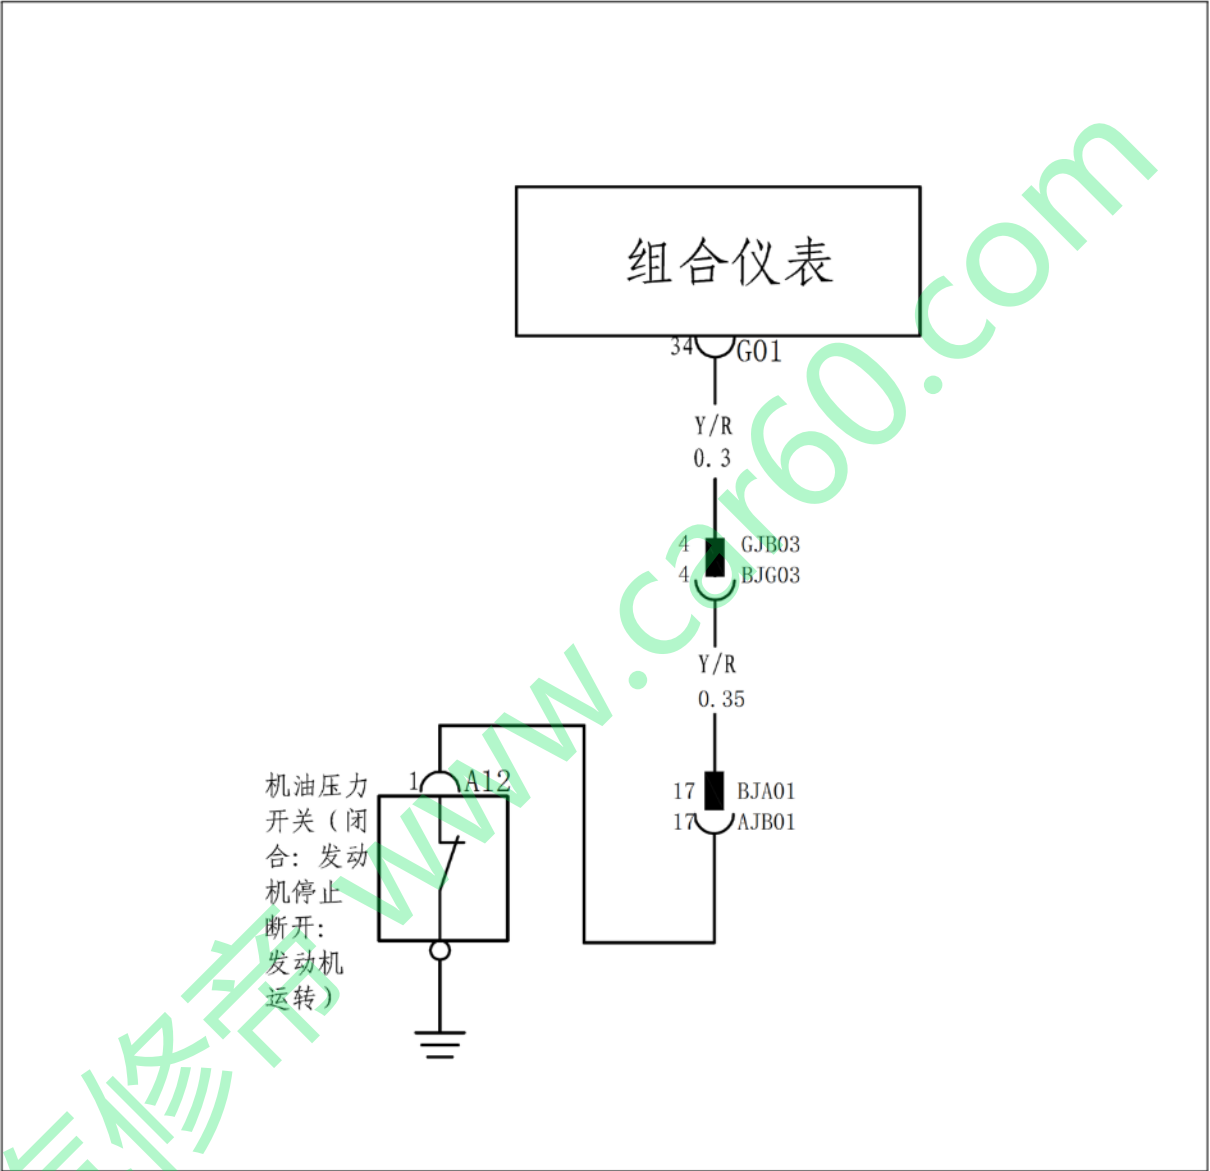 组合仪表
34 G01
Y/R
0.3
4 GJB03
4 BJG03
Y/R
0.35
17 BJA01
17 AJB01
1 A12
机油压力
开关（闭
合：发动
机停止
断开：
发动机
运转）
汽修帝 www.car60.com